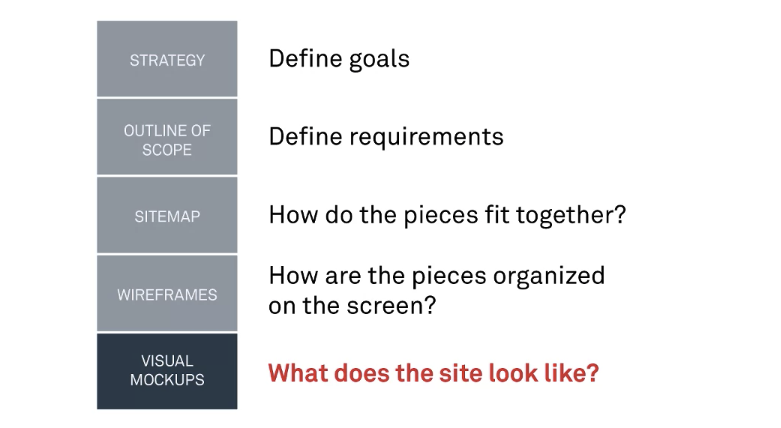 STRATEGY
Define goals
OUTLINE OF
SCOPE
Define requirements
SITEMAP
How do the pieces fit together?
WIREFRAMES
How are the pieces organized
on the screen?
VISUAL
MOCKUPS
What does the site look like?